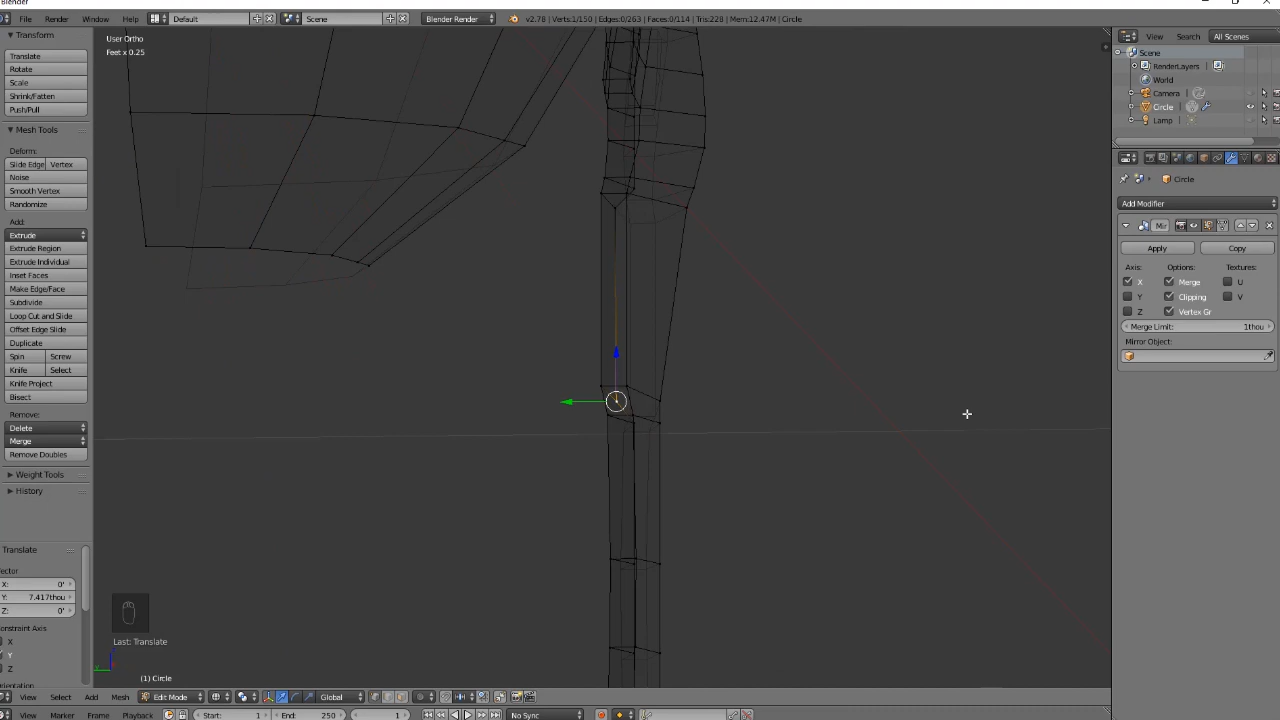 Blender
File Render Window Help Default Scene Blender Render v2.78 | Verts:1/150 | Edges:0/263 | Faces:0/114 | Tris:228 | Mem:12.47M | Circle
Transform
Translate
Rotate
Scale
Shrink/Fatten
Push/Pull
Mesh Tools
Deform:
Slide Edge Vertex
Noise
Smooth Vertex
Randomize
Add:
Extrude
Extrude Region
Extrude Individual
Inset Faces
Make Edge/Face
Subdivide
Loop Cut and Slide
Offset Edge Slide
Duplicate
Spin Screw
Knife Select
Knife Project
Bisect
Remove:
Delete
Merge
Remove Doubles
Weight Tools
History
Translate
Vector
X: 0'
Y: 7.417thou
Z: 0'
Constraint Axis
X
Y
Z
Orientation
User Ortho
Feet x 0.25
Last: Translate
(1) Circle
View Select Add Mesh Edit Mode Global
View Marker Frame Playback Start: 1 End: 250 1 No Sync
View Search All Scenes
Scene
RenderLayers
World
Camera
Circle
Lamp
Circle
Add Modifier
Mir
Apply Copy
Axis: Options: Textures:
X Merge U
Y Clipping V
Z Vertex Gr
Merge Limit: 1thou
Mirror Object: